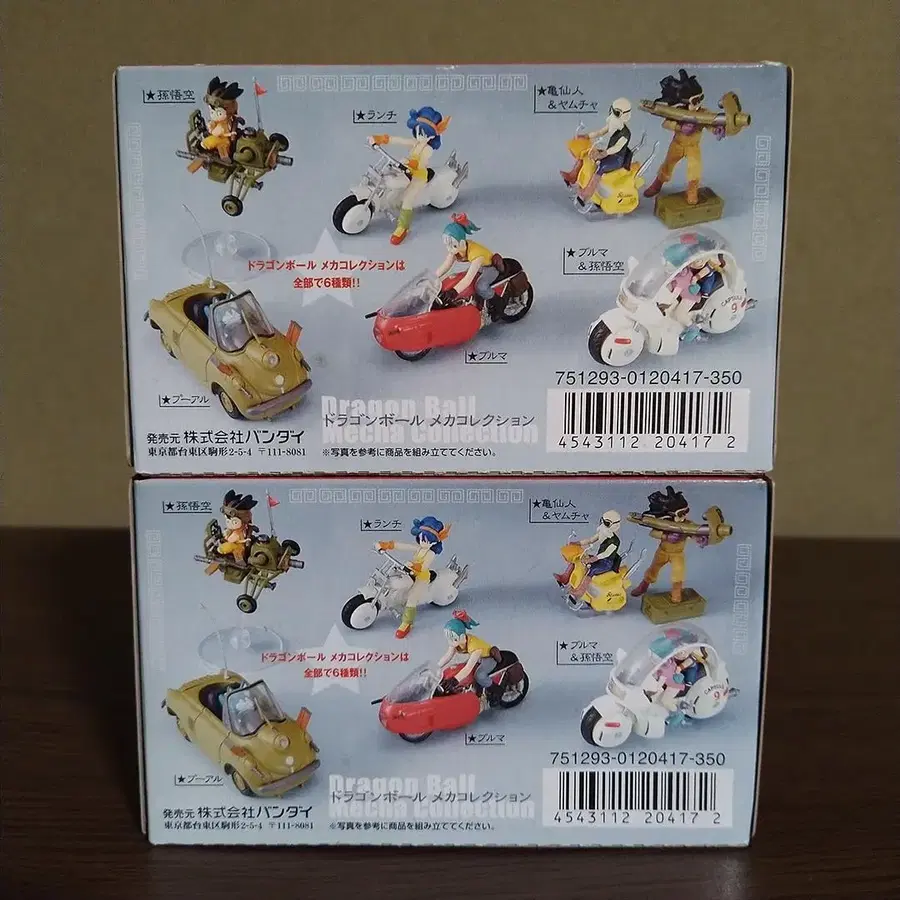 ★孫悟空
★ランチ
★亀仙人
&ヤムチャ
ドラゴンボール メカコレクションは
全部で6種類!!
★ブルマ
&孫悟空
CAPSULE
9
★ブルマ
★プーアル
751293-0120417-350
Dragon Ball
Mecha Collection
ドラゴンボール メカコレクション
発売元 株式会社バンダイ
東京都台東区駒形2-5-4 〒111-8081
※写真を参考に商品を組み立ててください。
4543112 20417 2
★孫悟空
★ランチ
★亀仙人
&ヤムチャ
ドラゴンボール メカコレクションは
全部で6種類!!
★ブルマ
&孫悟空
CAPSULE
9
★ブルマ
★プーアル
751293-0120417-350
Dragon Ball
Mecha Collection
ドラゴンボール メカコレクション
発売元 株式会社バンダイ
東京都台東区駒形2-5-4 〒111-8081
※写真を参考に商品を組み立ててください。
4543112 20417 2